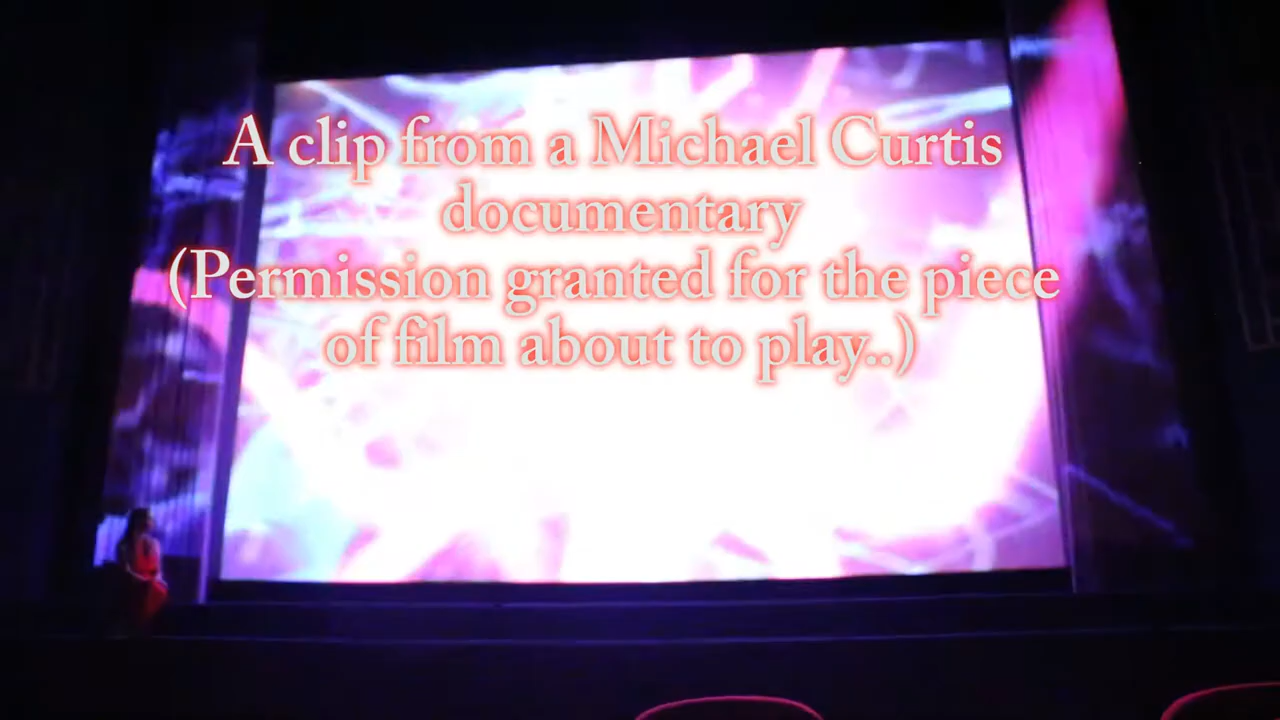 A clip from a Michael Curtis
documentary
(Permission granted for the piece
of film about to play..)